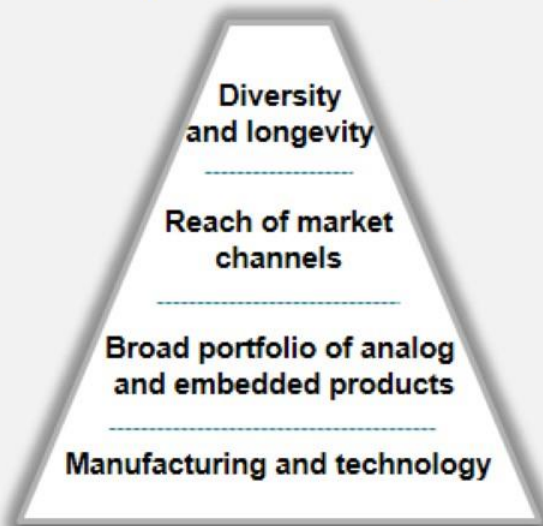 Diversity
and longevity
Reach of market
channels
Broad portfolio of analog
and embedded products
Manufacturing and technology